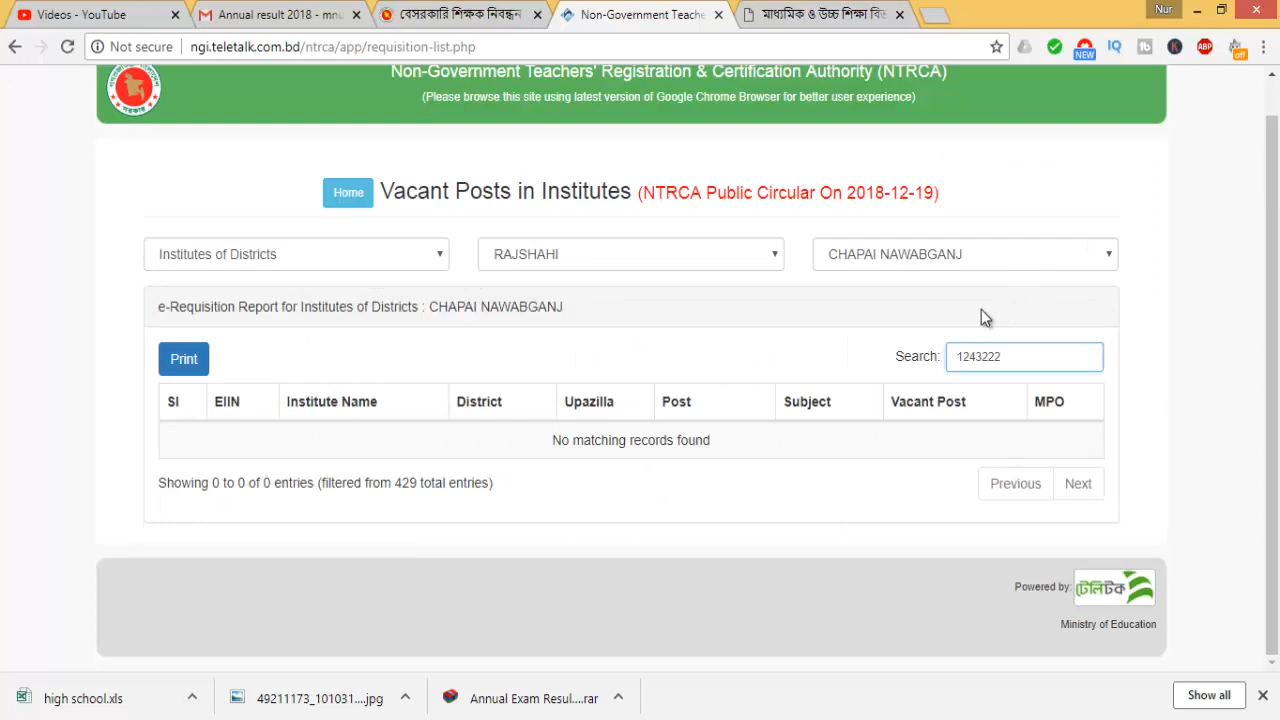 Videos - YouTube
Annual result 2018 - mnu
বেসরকারি শিক্ষক নিবন্ধন
Non-Government Teache
মাধ্যমিক ও উচ্চ শিক্ষা বিভ
Nur
Not secure
ngi.teletalk.com.bd/ntrca/app/requisition-list.php
NEW
IQ
tb
K
ABP
off
Non-Government Teachers' Registration & Certification Authority (NTRCA)
(Please browse this site using latest version of Google Chrome Browser for better user experience)
Home
Vacant Posts in Institutes (NTRCA Public Circular On 2018-12-19)
Institutes of Districts
RAJSHAHI
CHAPAI NAWABGANJ
e-Requisition Report for Institutes of Districts : CHAPAI NAWABGANJ
Print
Search: 1243222
Sl EIIN Institute Name District Upazilla Post Subject Vacant Post MPO
No matching records found
Showing 0 to 0 of 0 entries (filtered from 429 total entries)
Previous
Next
Powered by: টেলিটক
Ministry of Education
high school.xls
49211173_101031....jpg
Annual Exam Resul....rar
Show all